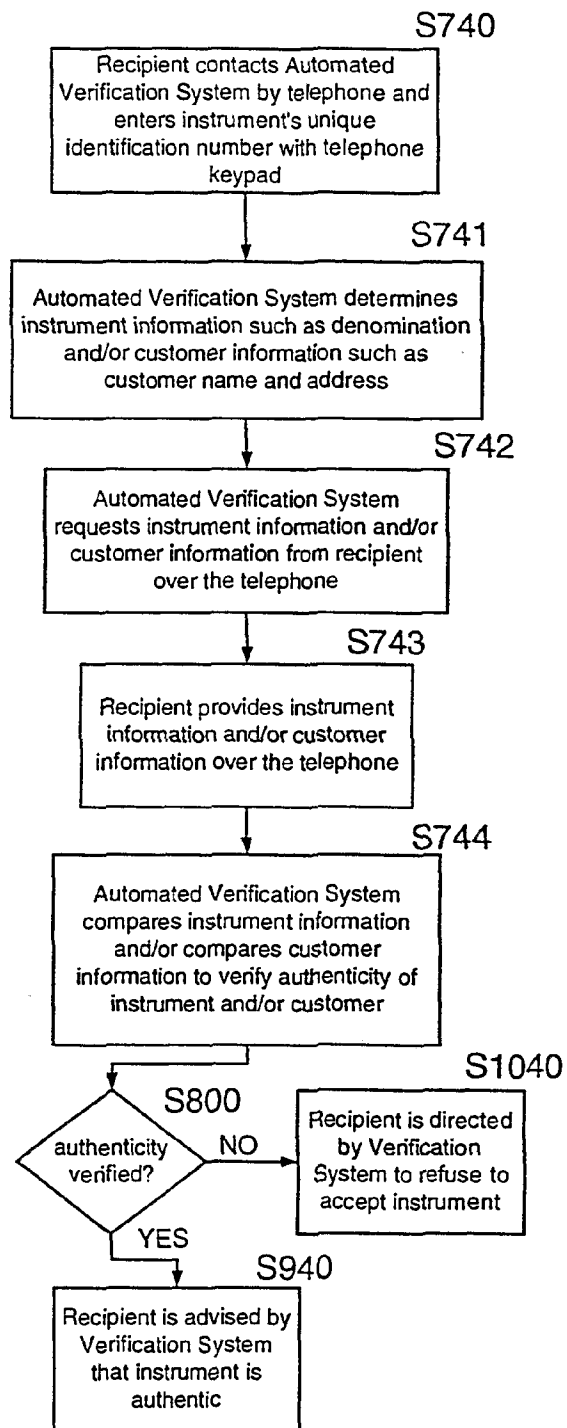 S740
Recipient contacts Automated
Verification System by telephone and
enters instrument's unique
identification number with telephone
keypad
S741
Automated Verification System determines
instrument information such as denomination
and/or customer information such as
customer name and address
S742
Automated Verification System
requests instrument information and/or
customer information from recipient
over the telephone
S743
Recipient provides instrument
information and/or customer
information over the telephone
S744
Automated Verification System
compares instrument information
and/or compares customer
information to verify authenticity of
instrument and/or customer
S800
authenticity
verified?
NO
S1040
Recipient is directed
by Verification
System to refuse to
accept instrument
YES
S940
Recipient is advised by
Verification System
that instrument is
authentic